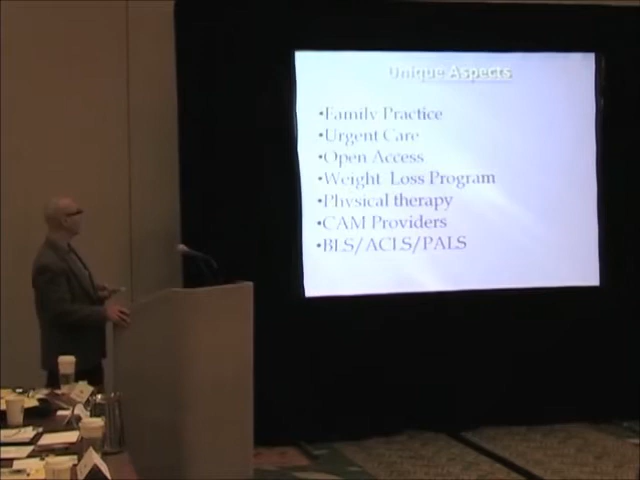 Unique Aspects
•Family Practice
•Urgent Care
•Open Access
•Weight Loss Program
•Physical therapy
•CAM Providers
•BLS/ACLS/PALS